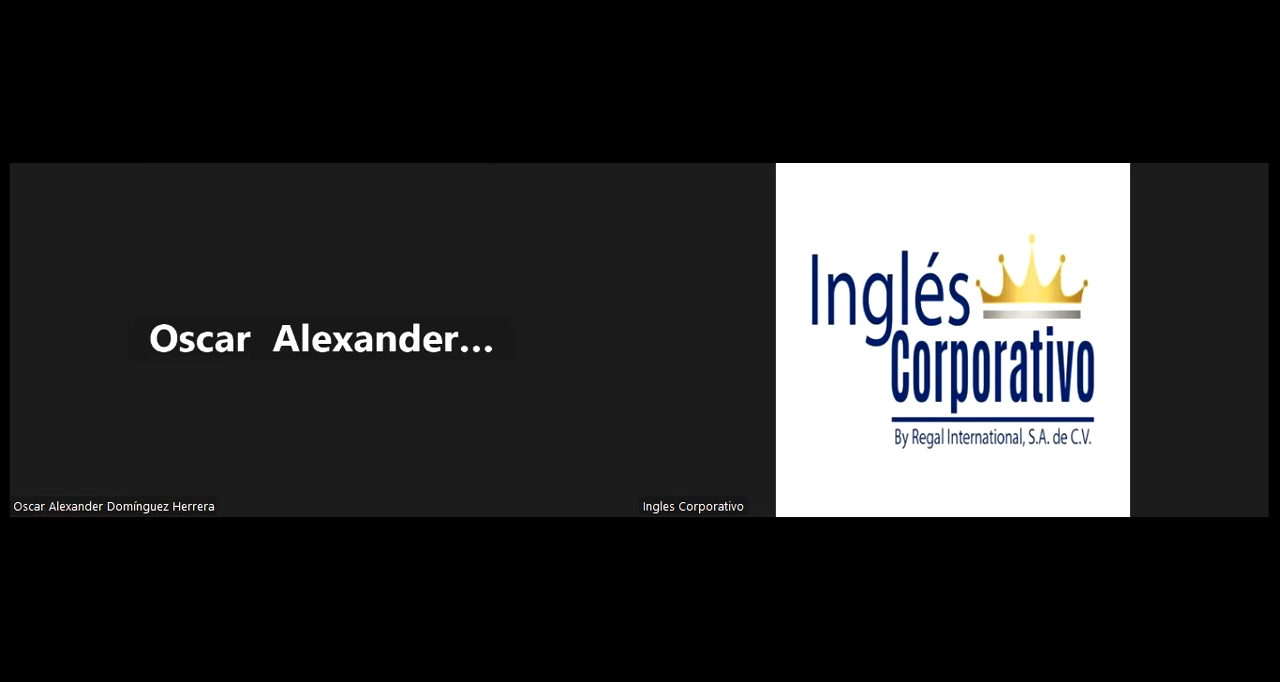 Oscar Alexander...
Oscar Alexander Domínguez Herrera
Inglés
Corporativo
By Regal International, S.A. de C.V.
Ingles Corporativo